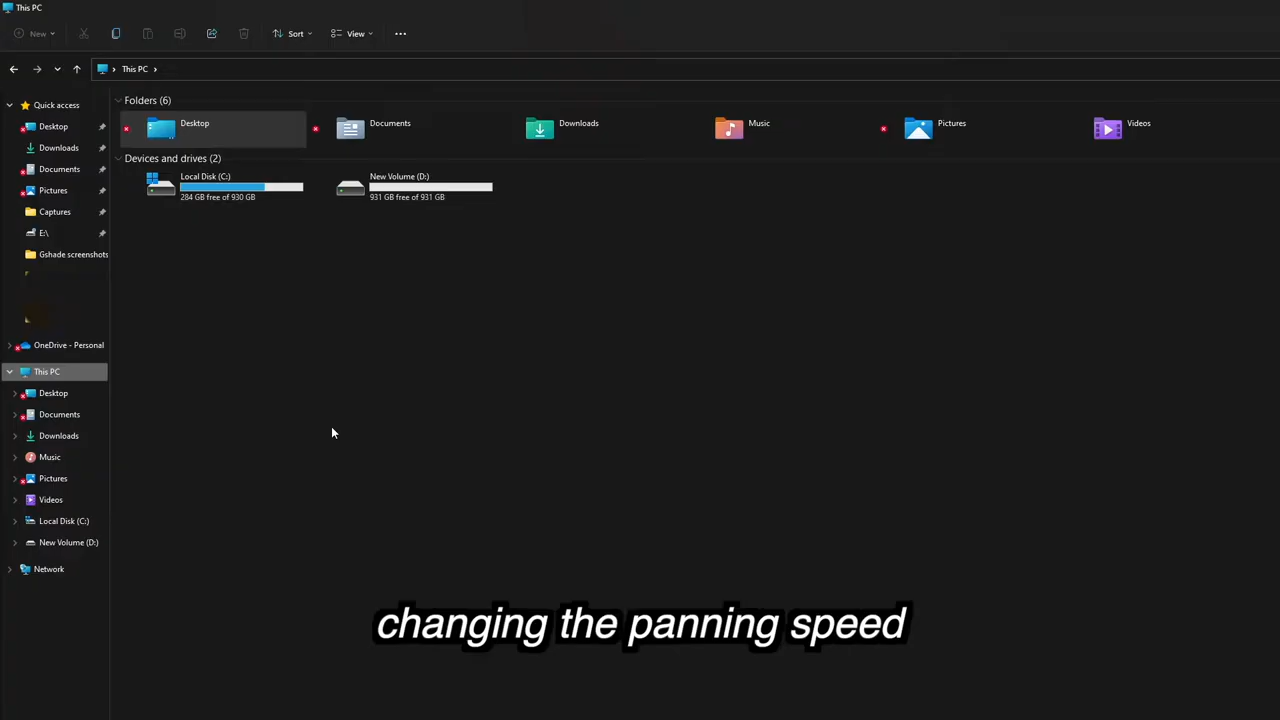 This PC
New
Sort
View
This PC
Quick access
Desktop
Downloads
Documents
Pictures
Captures
E:\
Gshade screenshots
OneDrive - Personal
This PC
Desktop
Documents
Downloads
Music
Pictures
Videos
Local Disk (C:)
New Volume (D:)
Network
Folders (6)
Desktop
Documents
Downloads
Music
Pictures
Videos
Devices and drives (2)
Local Disk (C:)
284 GB free of 930 GB
New Volume (D:)
931 GB free of 931 GB
changing the panning speed